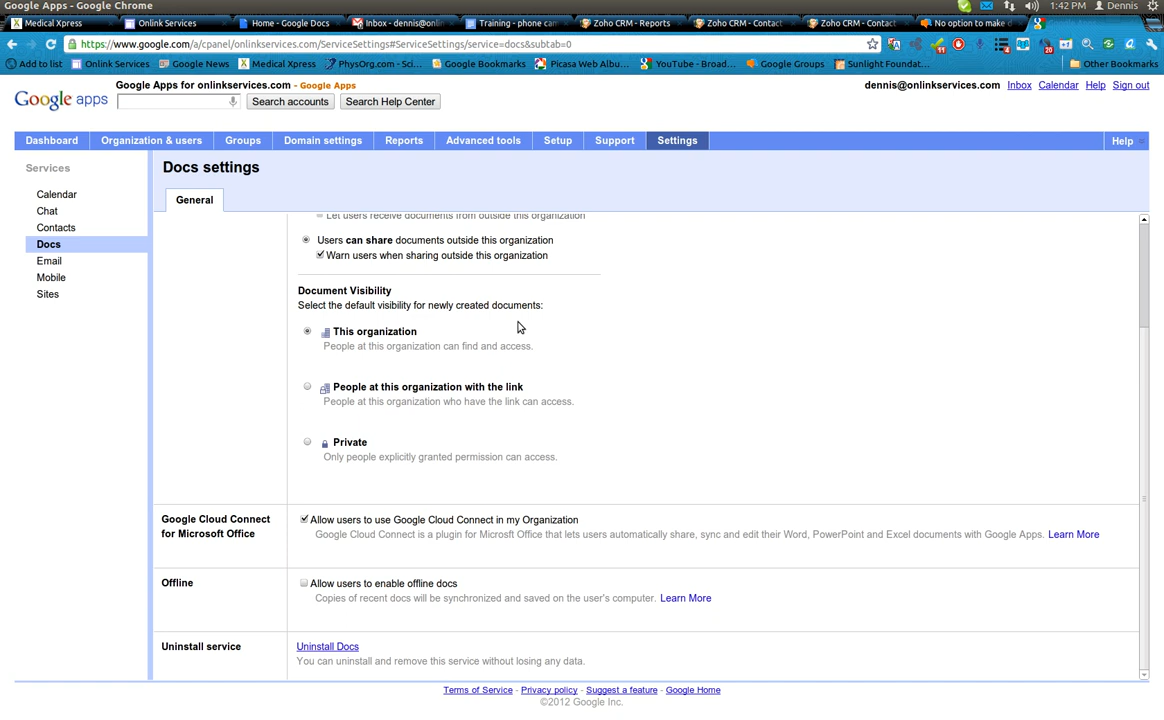 Google Apps - Google Chrome
1:42 PM Dennis
Medical Xpress
Onlink Services
Home - Google Docs
Inbox - dennis@onlin
Training - phone cam
Zoho CRM - Reports
Zoho CRM - Contact
Zoho CRM - Contact
No option to make d
https://www.google.com/a/cpanel/onlinkservices.com/ServiceSettings#ServiceSettings/service=docs&subtab=0
Add to list
Onlink Services
Google News
Medical Xpress
PhysOrg.com - Sci...
Google Bookmarks
Picasa Web Albu...
YouTube - Broad...
Google Groups
Sunlight Foundat...
Other Bookmarks
Google apps
Google Apps for onlinkservices.com - Google Apps
dennis@onlinkservices.com Inbox Calendar Help Sign out
Search accounts
Search Help Center
Dashboard
Organization & users
Groups
Domain settings
Reports
Advanced tools
Setup
Support
Settings
Help
Services
Calendar
Chat
Contacts
Docs
Email
Mobile
Sites
Docs settings
General
Let users receive documents from outside this organization
Users can share documents outside this organization
Warn users when sharing outside this organization
Document Visibility
Select the default visibility for newly created documents:
This organization
People at this organization can find and access.
People at this organization with the link
People at this organization who have the link can access.
Private
Only people explicitly granted permission can access.
Google Cloud Connect
for Microsoft Office
Allow users to use Google Cloud Connect in my Organization
Google Cloud Connect is a plugin for Micrsoft Office that lets users automatically share, sync and edit their Word, PowerPoint and Excel documents with Google Apps. Learn More
Offline
Allow users to enable offline docs
Copies of recent docs will be synchronized and saved on the user's computer. Learn More
Uninstall service
Uninstall Docs
You can uninstall and remove this service without losing any data.
Terms of Service - Privacy policy - Suggest a feature - Google Home
©2012 Google Inc.